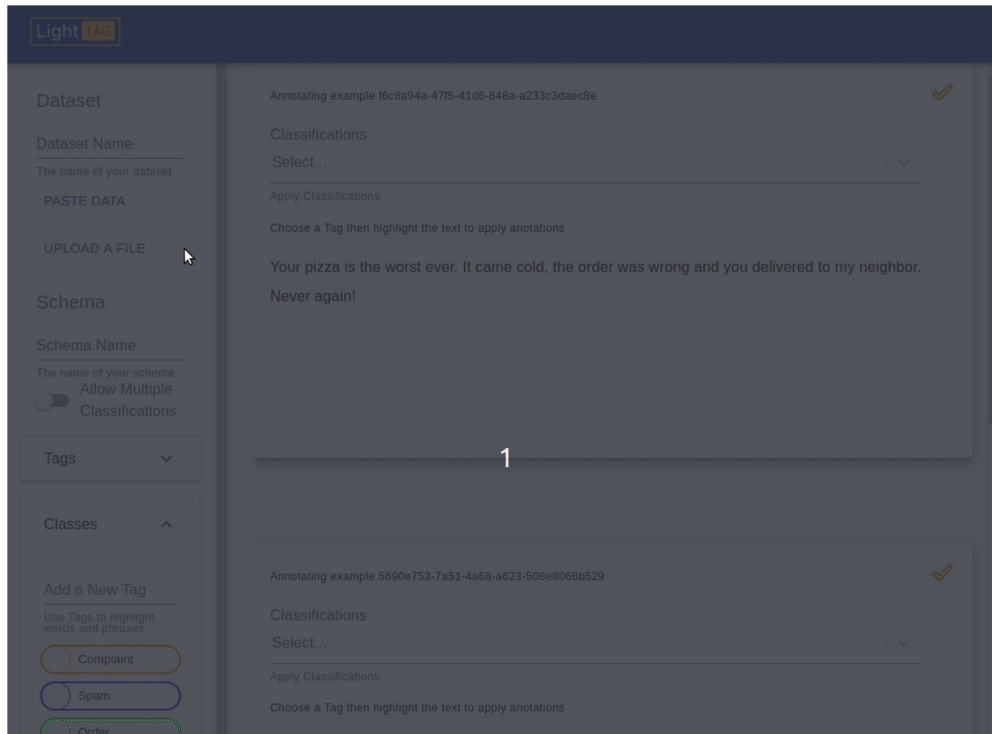 Light TAG
Dataset
Dataset Name
The name of your dataset
PASTE DATA
UPLOAD A FILE
Schema
Schema Name
The name of your schema
Allow Multiple
Classifications
Tags
Classes
Add a New Tag
Use Tags to highlight
words and phrases
Complaint
Spam
Order
Annotating example f6c8a94a-47f5-41d6-848a-a233c3daec8e
Classifications
Select...
Apply Classifications
Choose a Tag then highlight the text to apply anotations
Your pizza is the worst ever. It came cold, the order was wrong and you delivered to my neighbor.
Never again!
1
Annotating example 5690e753-7a51-4a68-a623-508e8068b529
Classifications
Select...
Apply Classifications
Choose a Tag then highlight the text to apply anotations